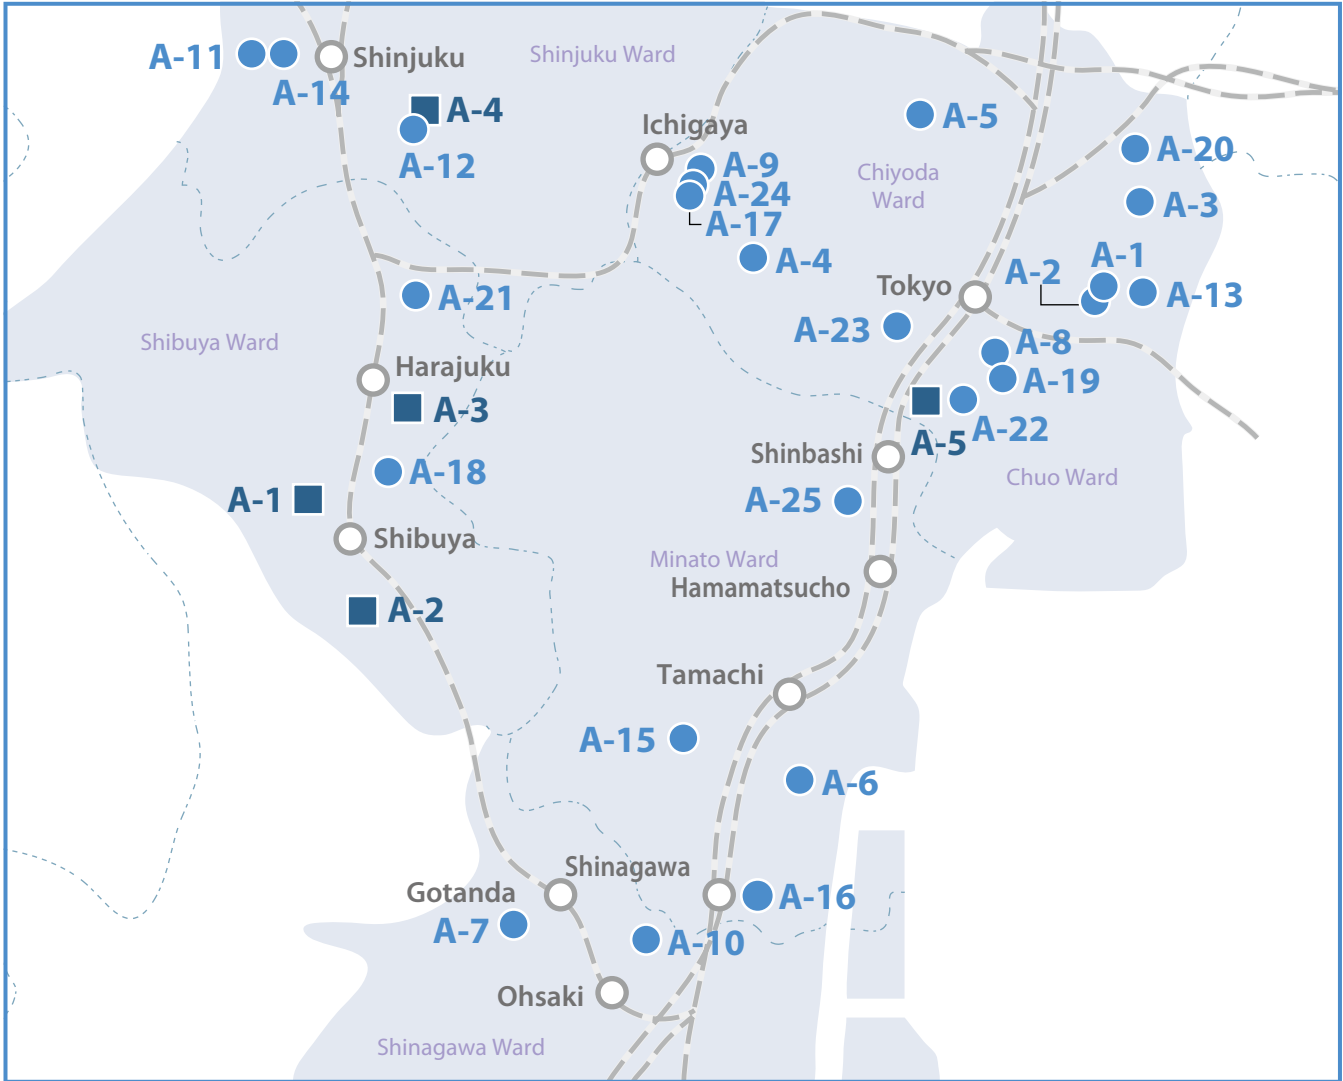 A-11
A-14
Shinjuku
Shinjuku Ward
A-4
A-12
Ichigaya
A-5
A-9
A-24
A-17
Chiyoda
Ward
A-20
A-3
A-4
A-1
A-2
Tokyo
A-13
A-21
A-23
Shibuya Ward
A-8
Harajuku
A-19
A-3
A-22
A-5
Shinbashi
A-18
Chuo Ward
A-1
A-25
Shibuya
Minato Ward
Hamamatsucho
A-2
Tamachi
A-15
A-6
Shinagawa
Gotanda
A-16
A-7
A-10
Ohsaki
Shinagawa Ward